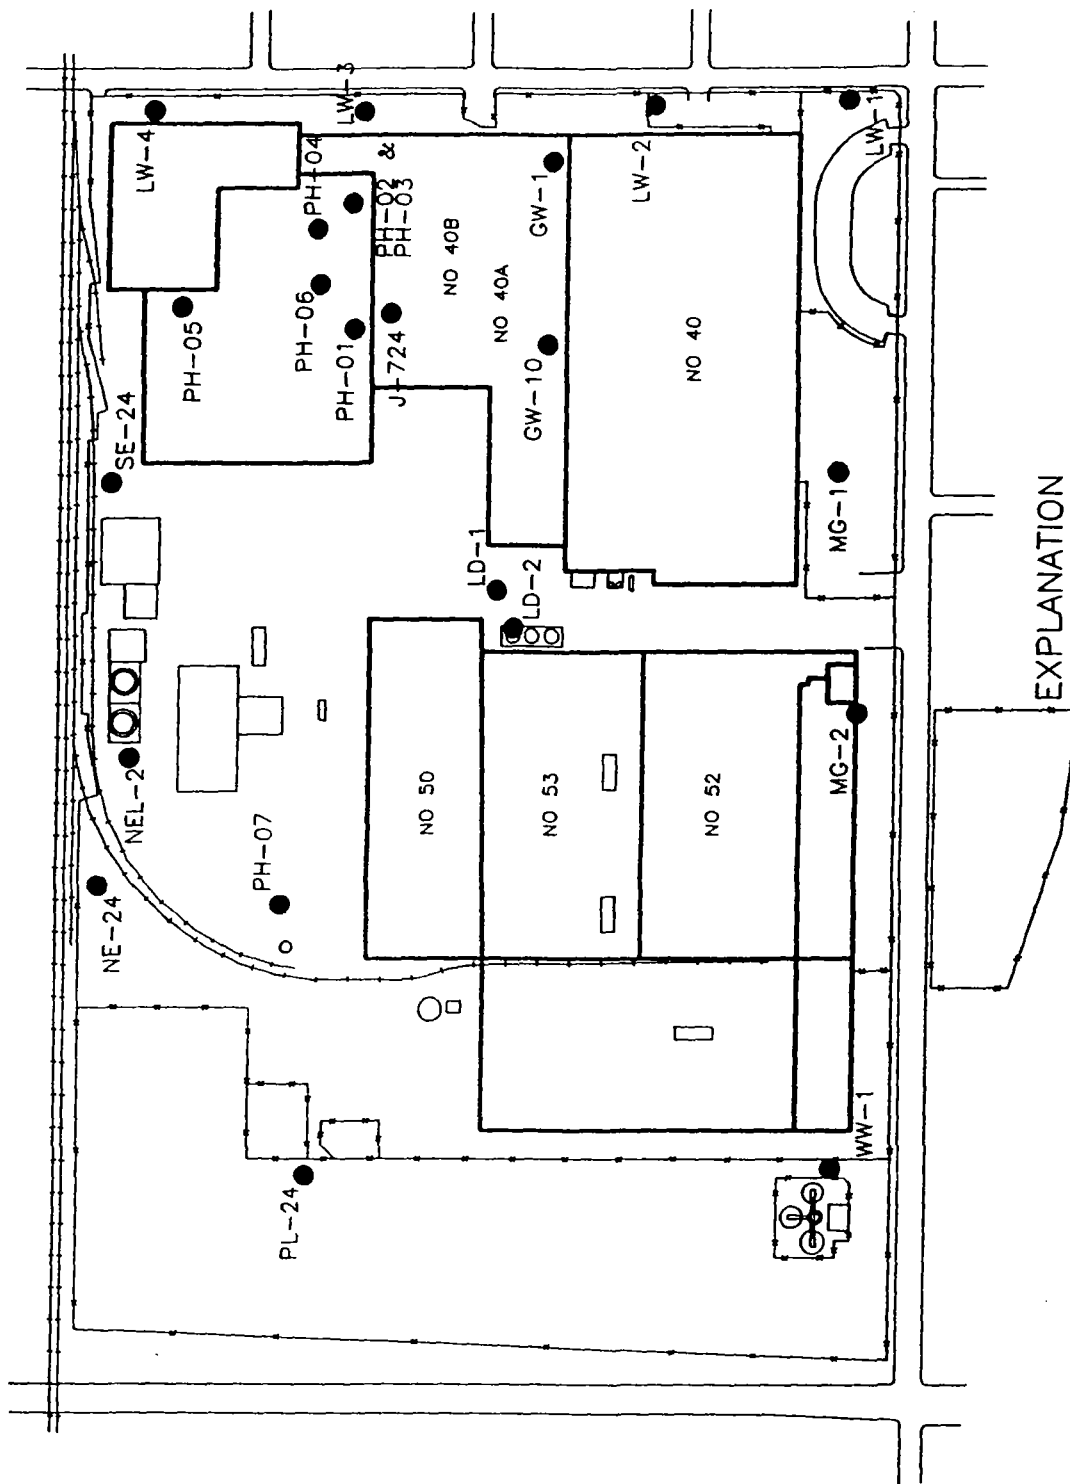 LW-4
LW-3
LW-2
LW-1
PH-04
PH-02
&
PH-03
GW-1
PH-05
PH-06
PH-01
J-724
NO 40B
NO 40A
GW-10
NO 40
SE-24
LD-1
LD-2
MG-1
NEL-2
NE-24
PH-07
NO 50
NO 53
NO 52
MG-2
PL-24
WW-1
EXPLANATION